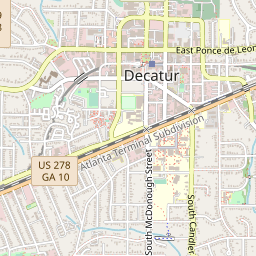 East Ponce de Leon
Decatur
Atlanta Terminal Subdivision
US 278
GA 10
South McDonough Street
South Candler